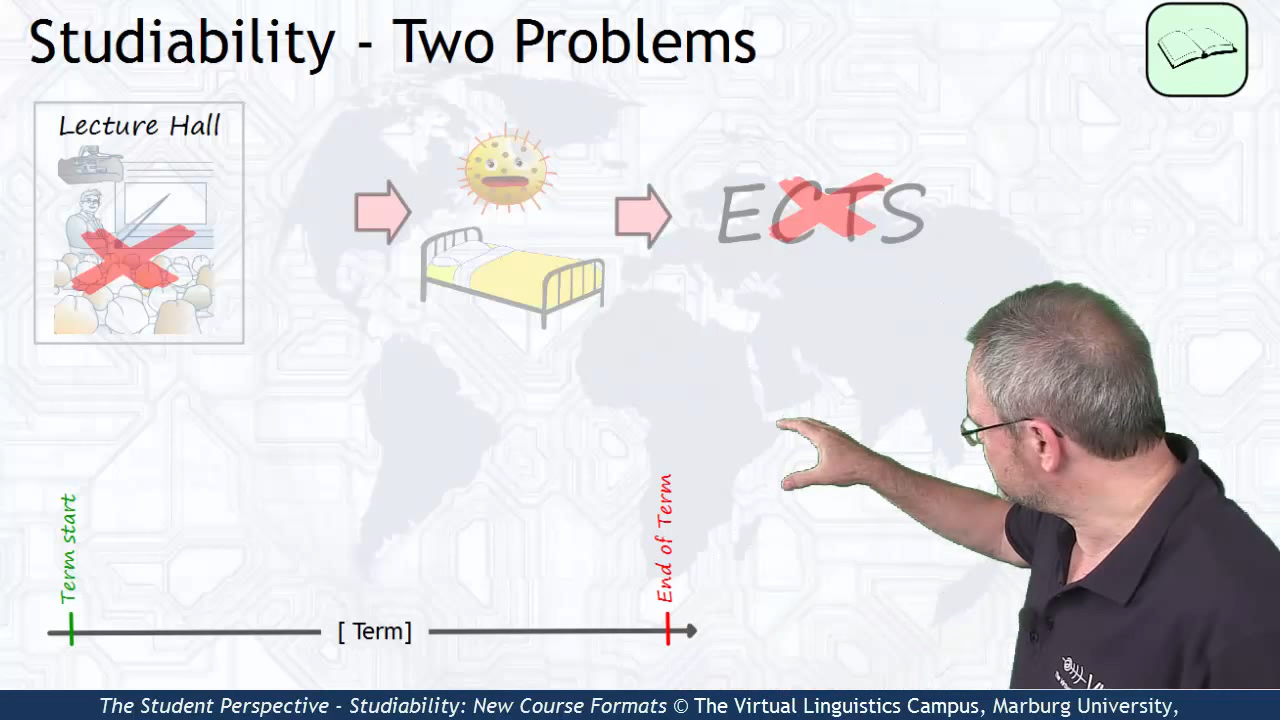 Studiability - Two Problems
Lecture Hall
ECTS
Term start
End of Term
[ Term]
The Student Perspective - Studiability: New Course Formats © The Virtual Linguistics Campus, Marburg University,